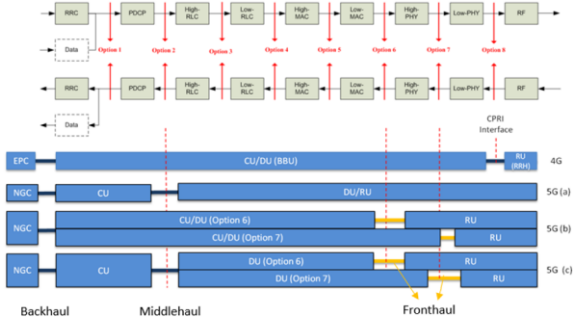 RRC PDCP High-RLC Low-RLC High-MAC Low-MAC High-PHY Low-PHY RF
Data
Option 1 Option 2 Option 3 Option 4 Option 5 Option 6 Option 7 Option 8
RRC PDCP High-RLC Low-RLC High-MAC Low-MAC High-PHY Low-PHY RF
Data
CPRI
Interface
EPC CU/DU (BBU) RU (RRH) 4G
NGC CU DU/RU 5G (a)
NGC CU/DU (Option 6) RU 5G (b)
CU/DU (Option 7) RU
NGC CU DU (Option 6) RU 5G (c)
DU (Option 7) RU
Backhaul Middlehaul Fronthaul